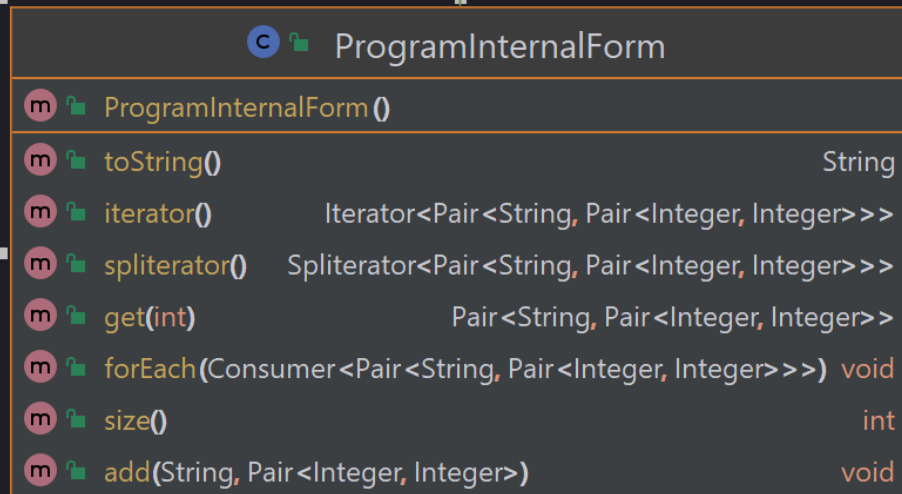 C ProgramInternalForm
m ProgramInternalForm()
m toString() String
m iterator() Iterator<Pair<String, Pair<Integer, Integer>>>
m spliterator() Spliterator<Pair<String, Pair<Integer, Integer>>>
m get(int) Pair<String, Pair<Integer, Integer>>
m forEach(Consumer<Pair<String, Pair<Integer, Integer>>>) void
m size() int
m add(String, Pair<Integer, Integer>) void